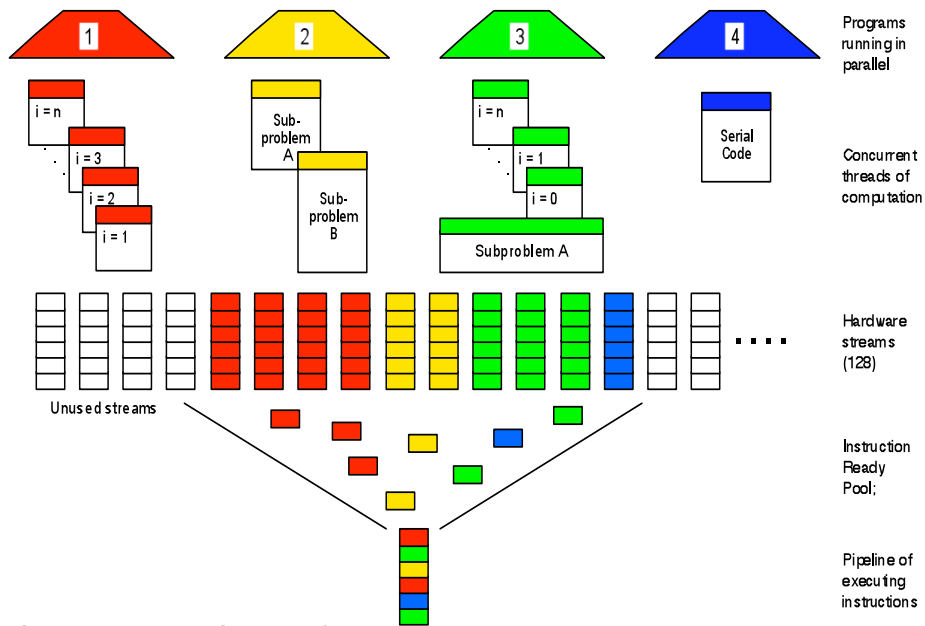 1
2
3
4
Programs
running in
parallel
i = n
i = 3
i = 2
i = 1
Sub-
problem
A
Sub-
problem
B
i = n
i = 1
i = 0
Subproblem A
Serial
Code
Concurrent
threads of
computation
Hardware
streams
(128)
Unused streams
Instruction
Ready
Pool;
Pipeline of
executing
instructions